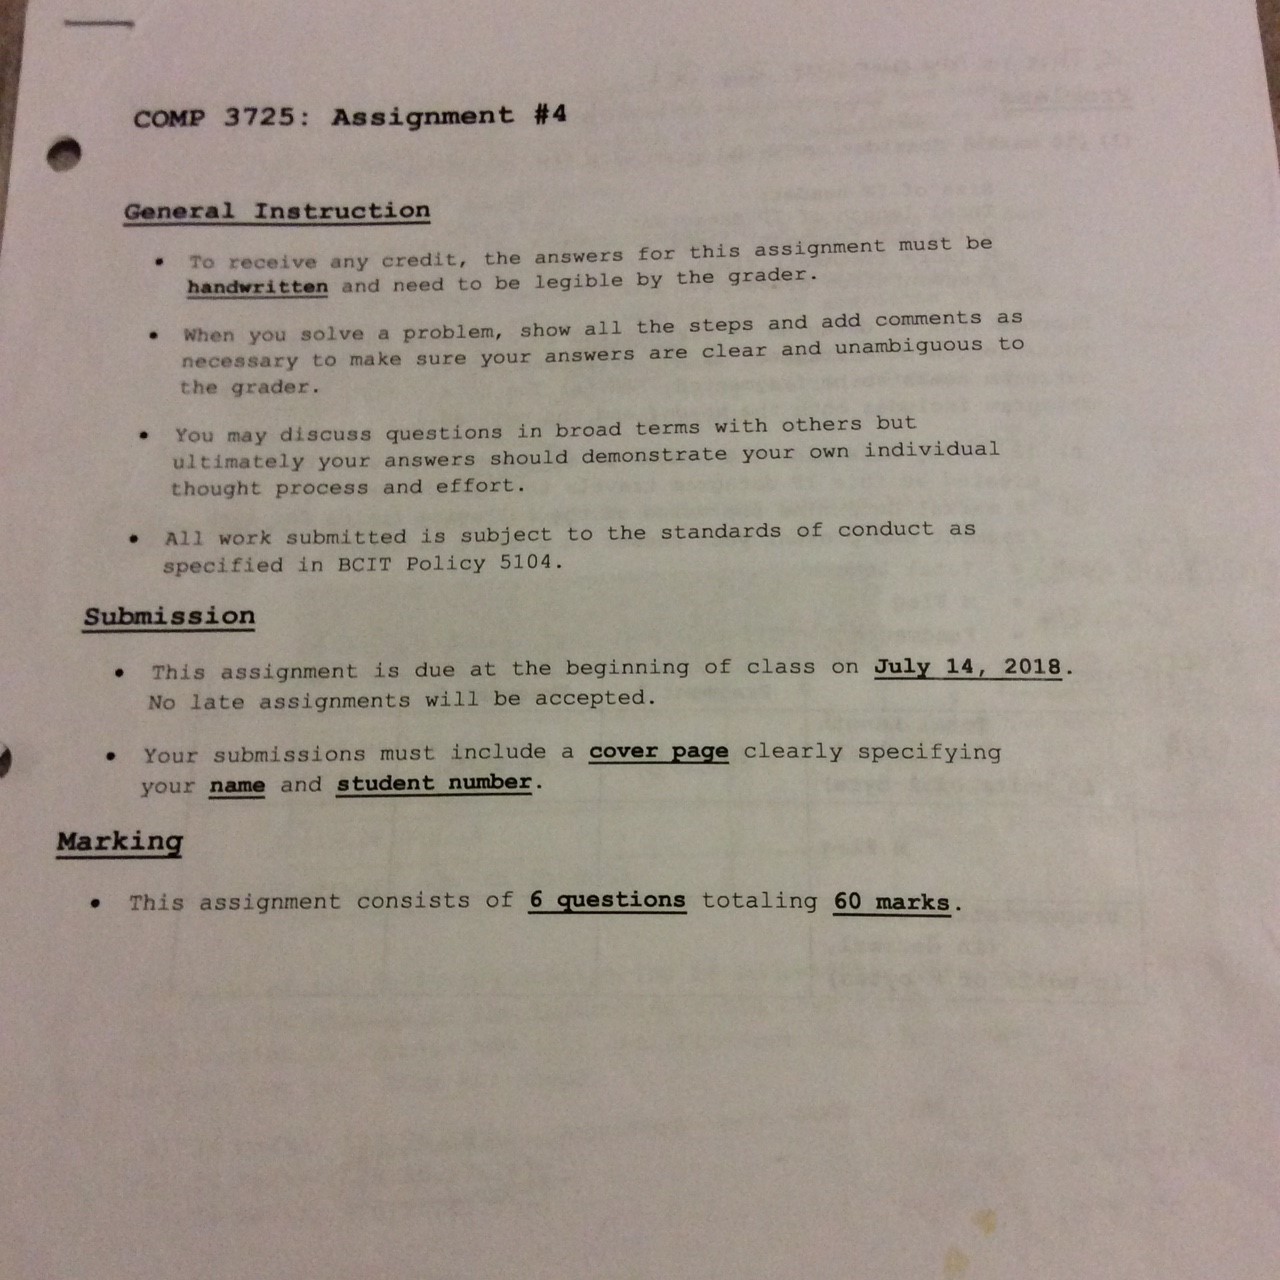 COMP 3725: Assignment #4
General Instruction
• To receive any credit, the answers for this assignment must be
handwritten and need to be legible by the grader.
• When you solve a problem, show all the steps and add comments as
necessary to make sure your answers are clear and unambiguous to
the grader.
• You may discuss questions in broad terms with others but
ultimately your answers should demonstrate your own individual
thought process and effort.
• All work submitted is subject to the standards of conduct as
specified in BCIT Policy 5104.
Submission
• This assignment is due at the beginning of class on July 14, 2018.
No late assignments will be accepted.
• Your submissions must include a cover page clearly specifying
your name and student number.
Marking
• This assignment consists of 6 questions totaling 60 marks.